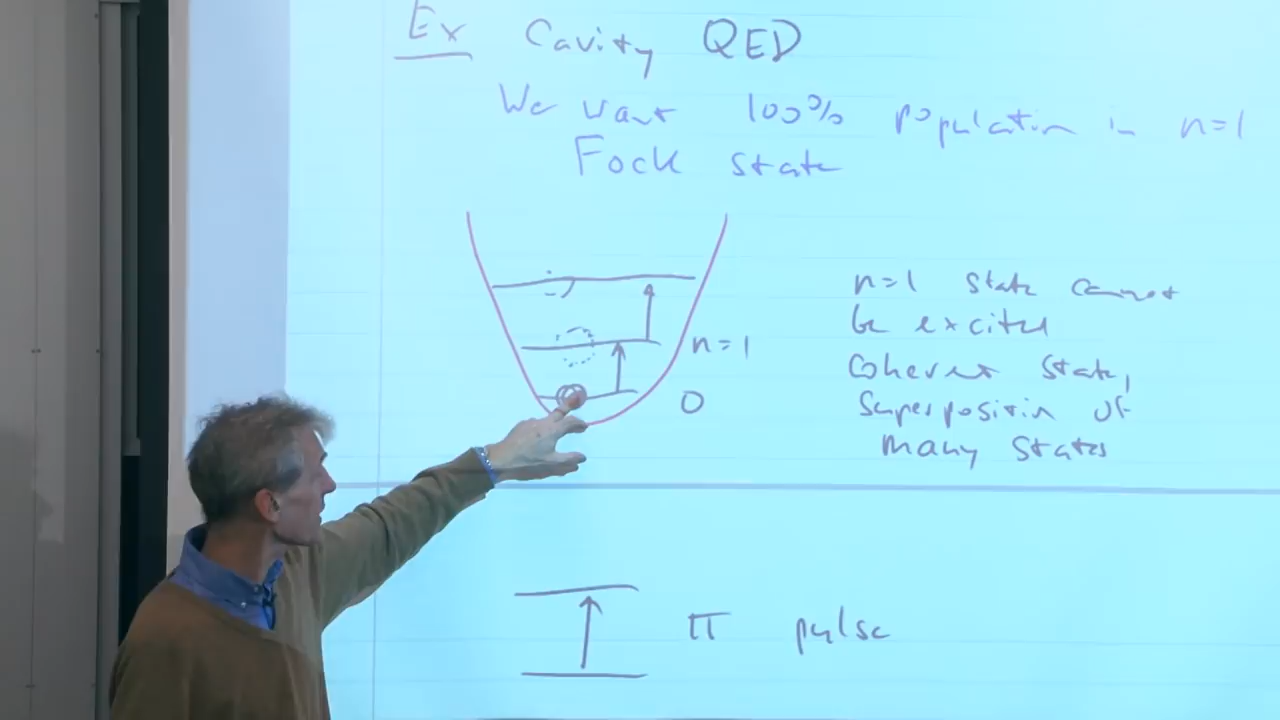 Ex Cavity QED
We want 100% population in n=1
Fock state
n=1
0
n=1 state cannot
be excited
Coherent state,
Superposition of
many states
π pulse